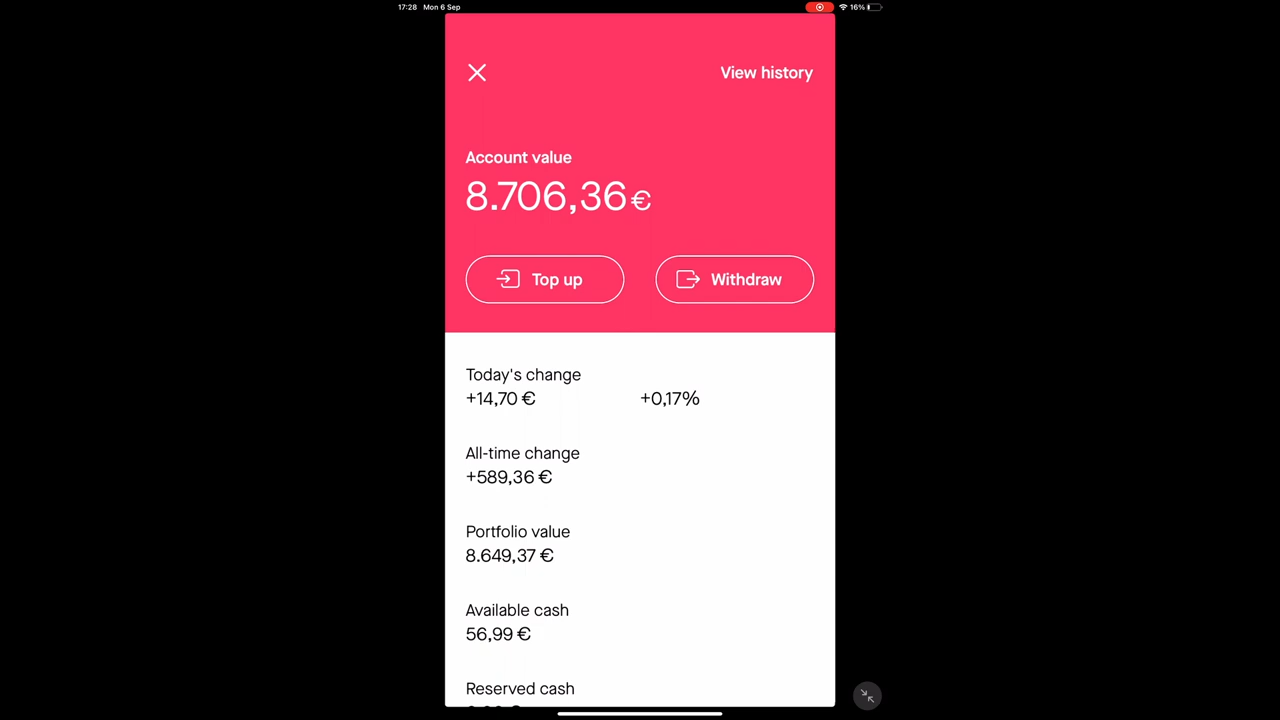 17:28 Mon 6 Sep 16%
View history
Account value
8.706,36 €
Top up Withdraw
Today's change
+14,70 € +0,17%
All-time change
+589,36 €
Portfolio value
8.649,37 €
Available cash
56,99 €
Reserved cash